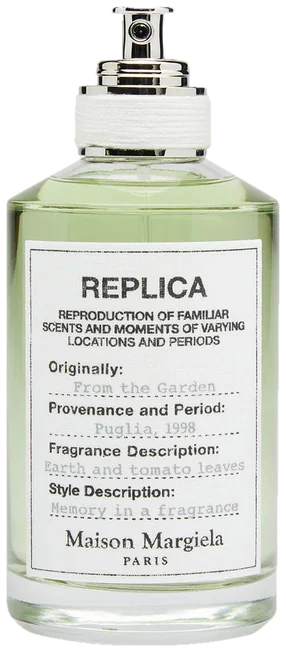 REPLICA
REPRODUCTION OF FAMILIAR
SCENTS AND MOMENTS OF VARYING
LOCATIONS AND PERIODS
Originally:
From the Garden
Provenance and Period:
Puglia, 1998
Fragrance Description:
Earth and tomato leaves
Style Description:
Memory in a fragrance
Maison Margiela
PARIS